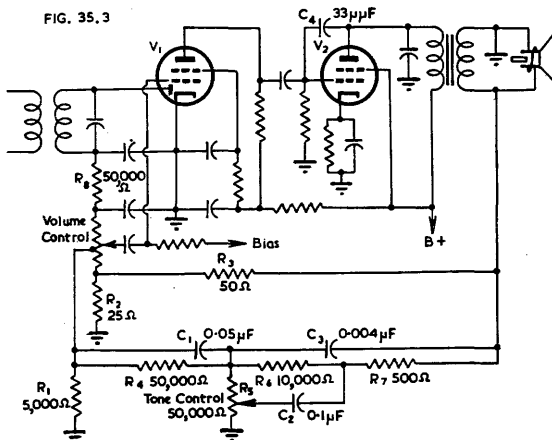 FIG. 35.3
C4
33µµF
V1
V2
R8
50,000
Ω
Volume
Control
Bias
B+
R3
50Ω
R2
25Ω
C1
0·05µF
C3
0·004µF
R4 50,000Ω
R6 10,000Ω
R7 500Ω
R1
5,000Ω
R5
Tone Control
50,000Ω
C2
0·1µF